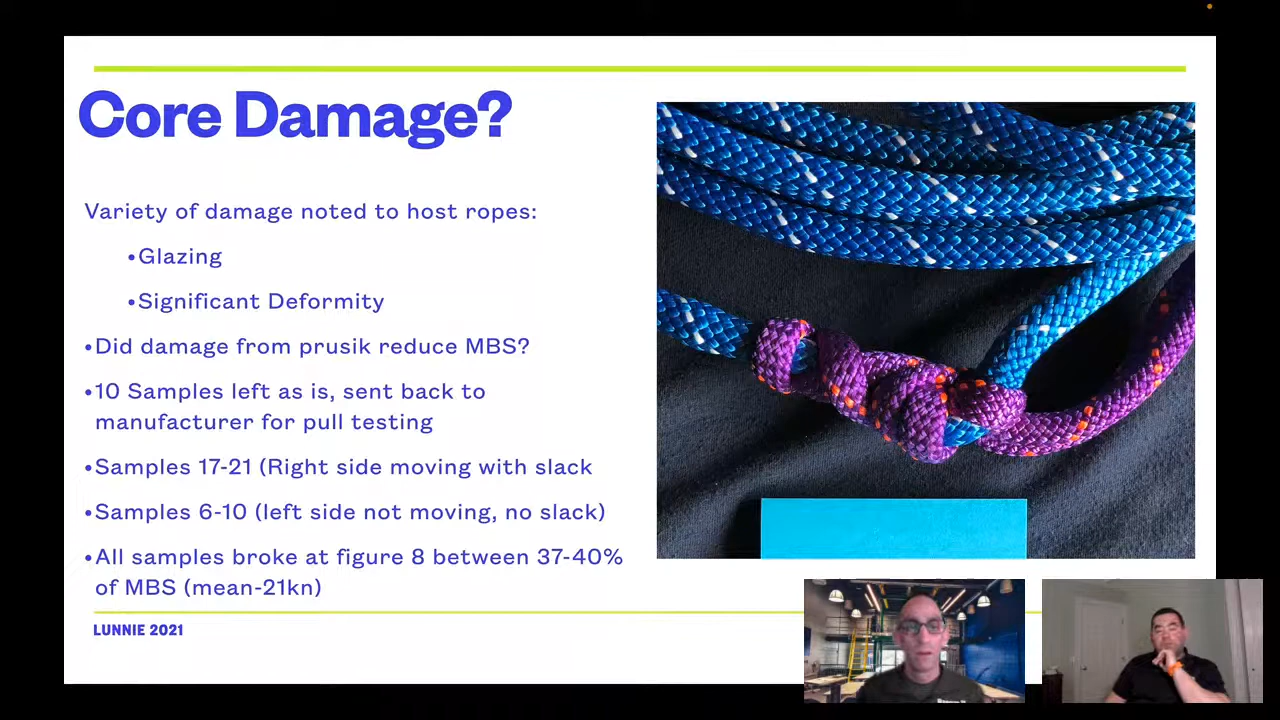 Core Damage?
Variety of damage noted to host ropes:
•Glazing
•Significant Deformity
•Did damage from prusik reduce MBS?
•10 Samples left as is, sent back to
manufacturer for pull testing
•Samples 17-21 (Right side moving with slack
•Samples 6-10 (left side not moving, no slack)
•All samples broke at figure 8 between 37-40%
of MBS (mean-21kn)
LUNNIE 2021